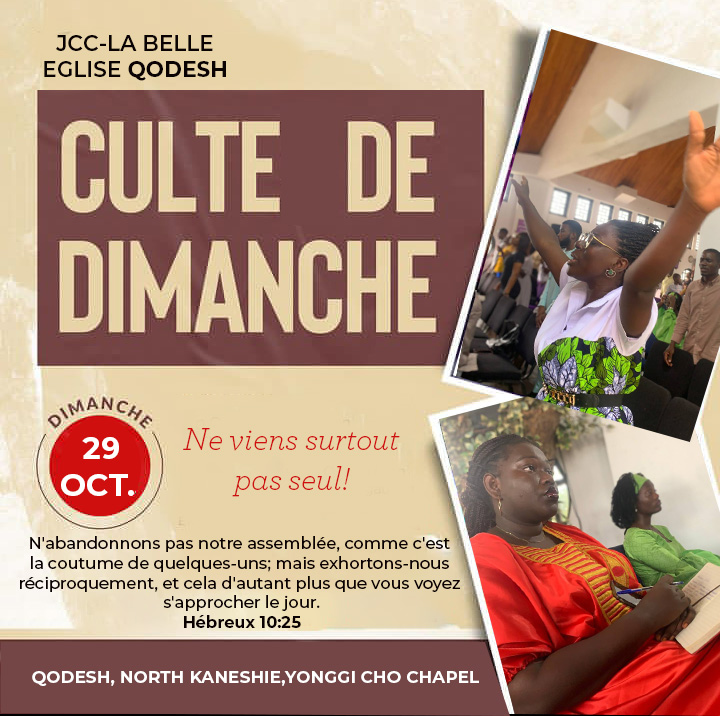 JCC-LA BELLE
EGLISE QODESH
CULTE DE
DIMANCHE
DIMANCHE
29
OCT.
Ne viens surtout
pas seul!
N'abandonnons pas notre assemblée, comme c'est
la coutume de quelques-uns; mais exhortons-nous
réciproquement, et cela d'autant plus que vous voyez
s'approcher le jour.
Hébreux 10:25
QODESH, NORTH KANESHIE,YONGGI CHO CHAPEL